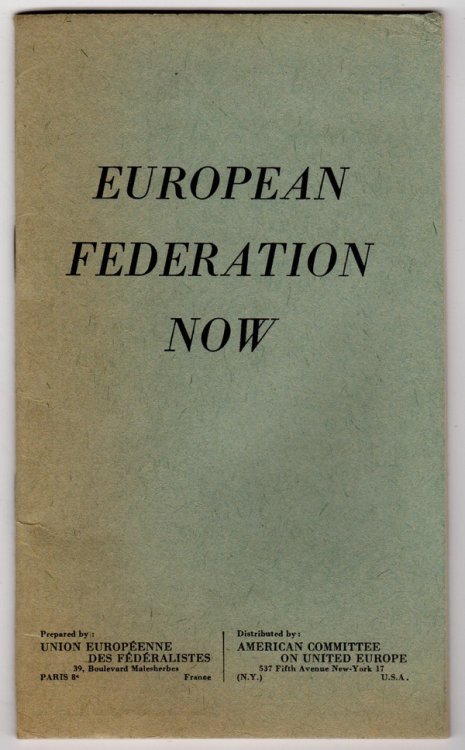 EUROPEAN
FEDERATION
NOW
Prepared by :
UNION EUROPÉENNE
DES FÉDÉRALISTES
39, Boulevard Malesherbes
PARIS 8e France
Distributed by :
AMERICAN COMMITTEE
ON UNITED EUROPE
537 Fifth Avenue New-York 17
(N.Y.) U.S.A.